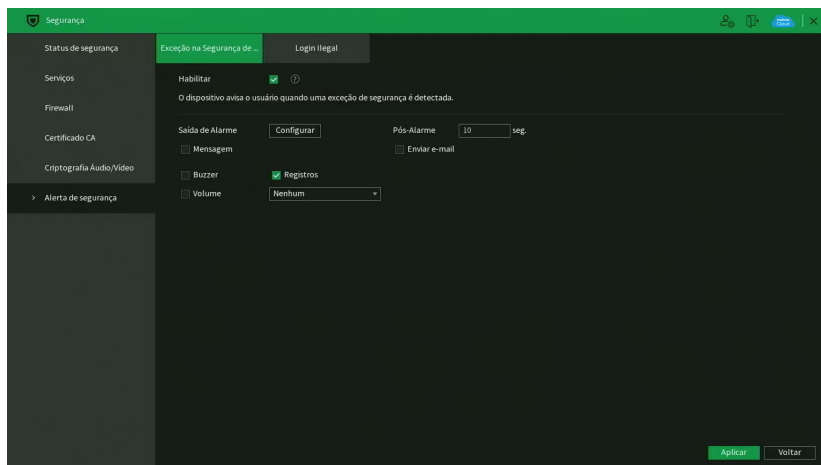 Segurança
Status de segurança
Serviços
Firewall
Certificado CA
Criptografia Áudio/Vídeo
> Alerta de segurança
Exceção na Segurança de ...
Login Ilegal
Habilitar
O dispositivo avisa o usuário quando uma exceção de segurança é detectada.
Saída de Alarme Configurar Pós-Alarme 10 seg.
Mensagem Enviar e-mail
Buzzer Registros
Volume Nenhum
Aplicar Voltar